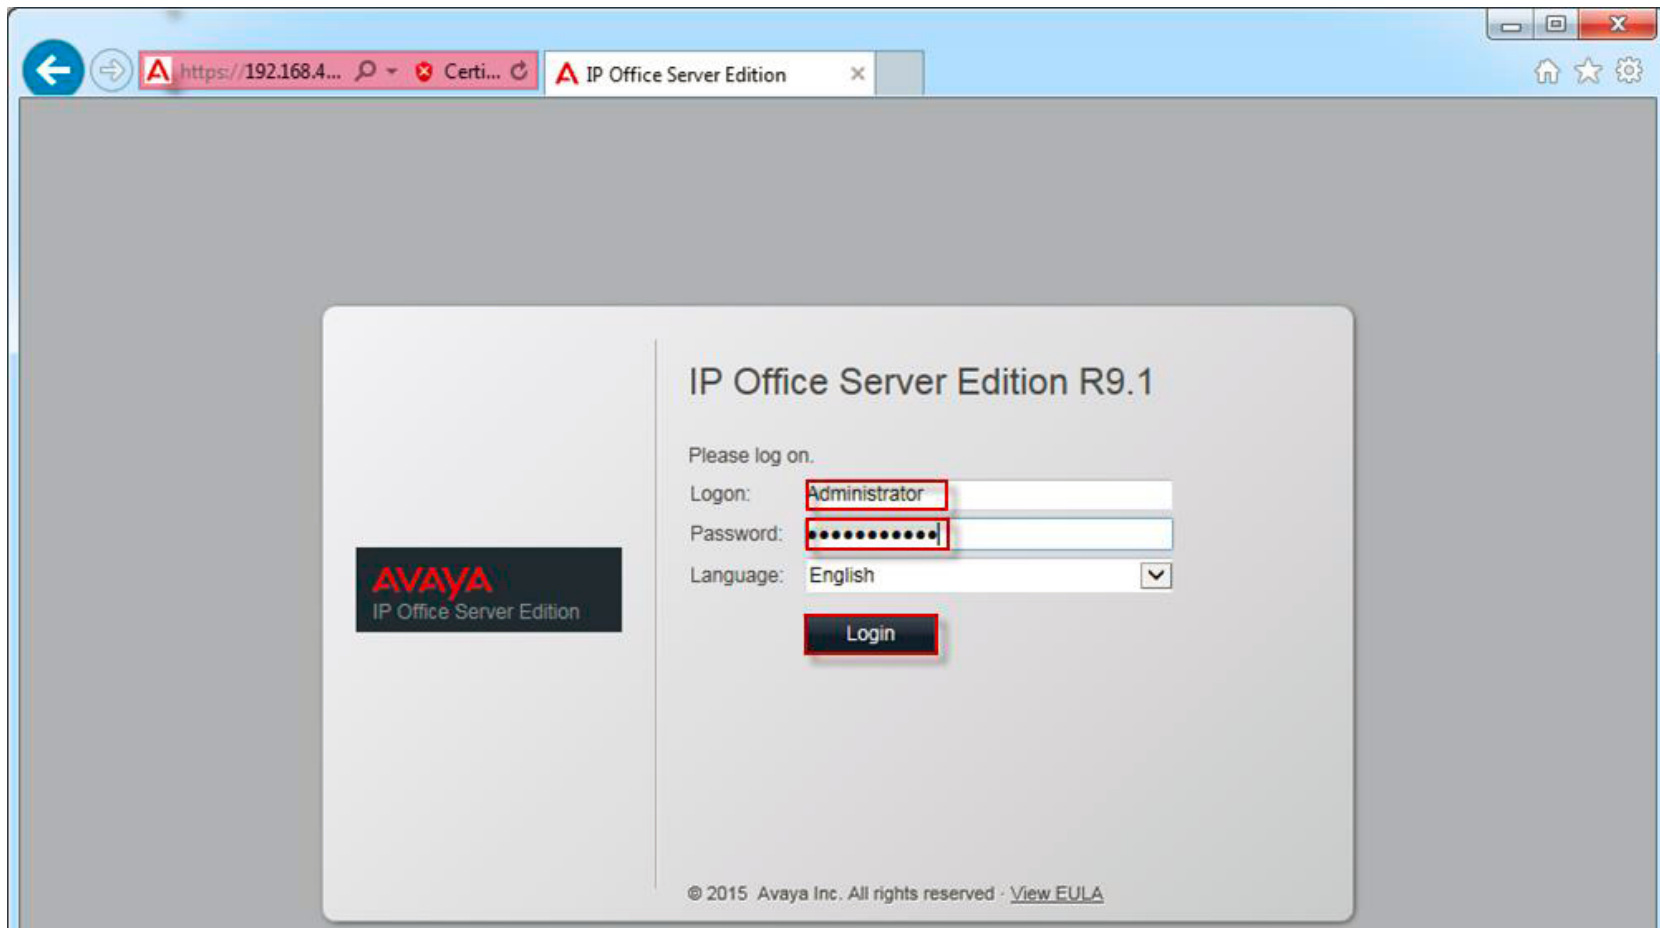 https://192.168.4... Certi... IP Office Server Edition
IP Office Server Edition R9.1
Please log on.
Logon: Administrator
Password: •••••••••••
Language: English
AVAYA
IP Office Server Edition
Login
© 2015 Avaya Inc. All rights reserved · View EULA